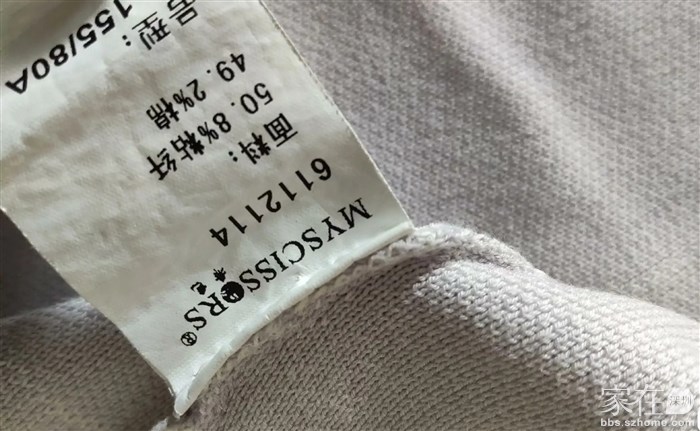 MYSCISSORS®
6112114
面料:
50.8%粘纤
49.2%棉
号型:
155/80A
家在
bbs.szhome.com